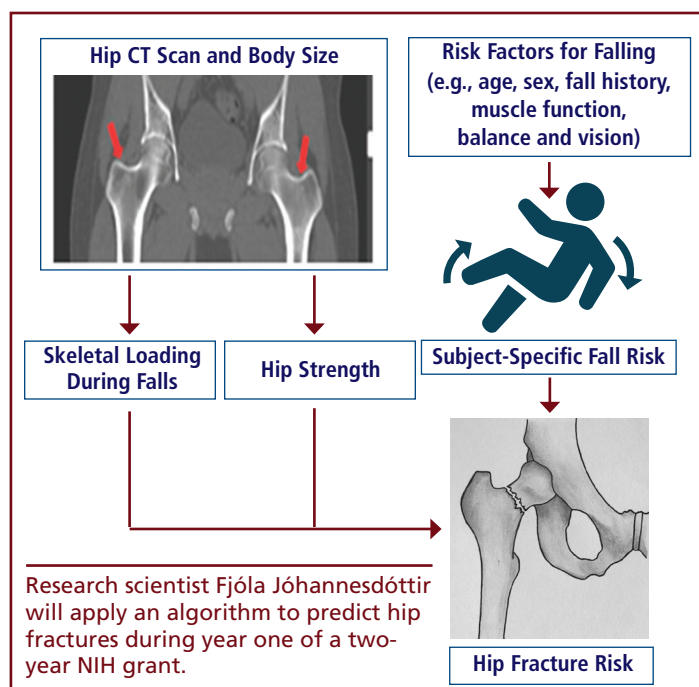 Hip CT Scan and Body Size
Risk Factors for Falling
(e.g., age, sex, fall history,
muscle function,
balance and vision)
Skeletal Loading
During Falls
Hip Strength
Subject-Specific Fall Risk
Research scientist Fjóla Jóhannesdóttir
will apply an algorithm to predict hip
fractures during year one of a two-
year NIH grant.
Hip Fracture Risk